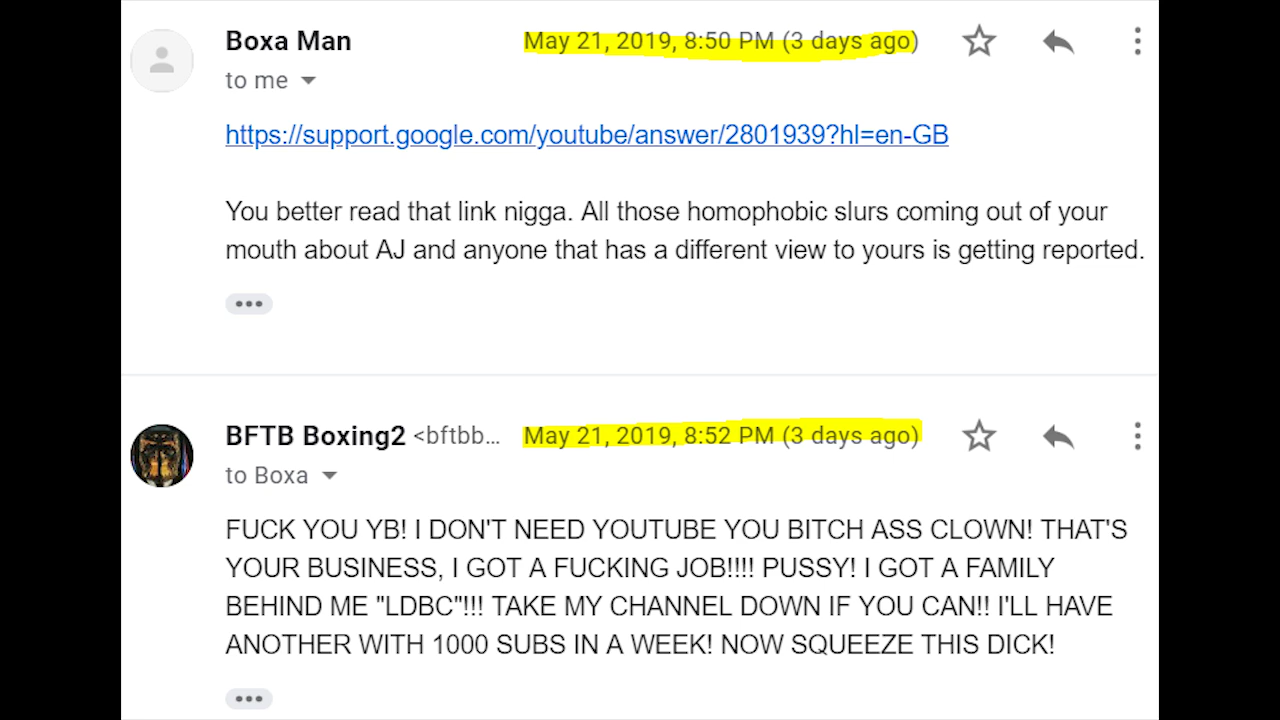 Boxa Man May 21, 2019, 8:50 PM (3 days ago)
to me
https://support.google.com/youtube/answer/2801939?hl=en-GB
You better read that link nigga. All those homophobic slurs coming out of your
mouth about AJ and anyone that has a different view to yours is getting reported.
BFTB Boxing2 <bftbb... May 21, 2019, 8:52 PM (3 days ago)
to Boxa
FUCK YOU YB! I DON'T NEED YOUTUBE YOU BITCH ASS CLOWN! THAT'S
YOUR BUSINESS, I GOT A FUCKING JOB!!!! PUSSY! I GOT A FAMILY
BEHIND ME "LDBC"!!! TAKE MY CHANNEL DOWN IF YOU CAN!! I'LL HAVE
ANOTHER WITH 1000 SUBS IN A WEEK! NOW SQUEEZE THIS DICK!